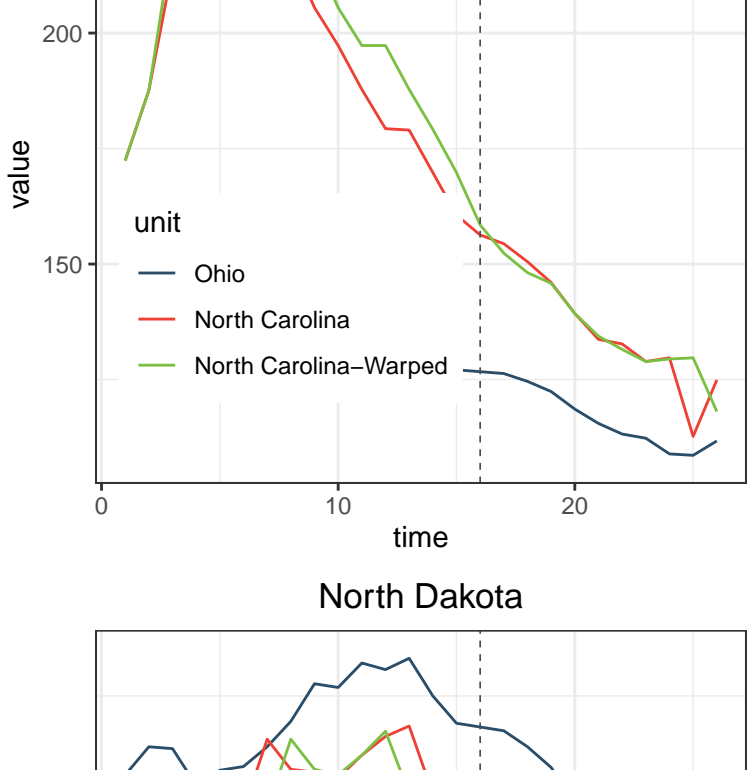 200
value
unit
150
Ohio
North Carolina
North Carolina−Warped
0 10 20
time
North Dakota